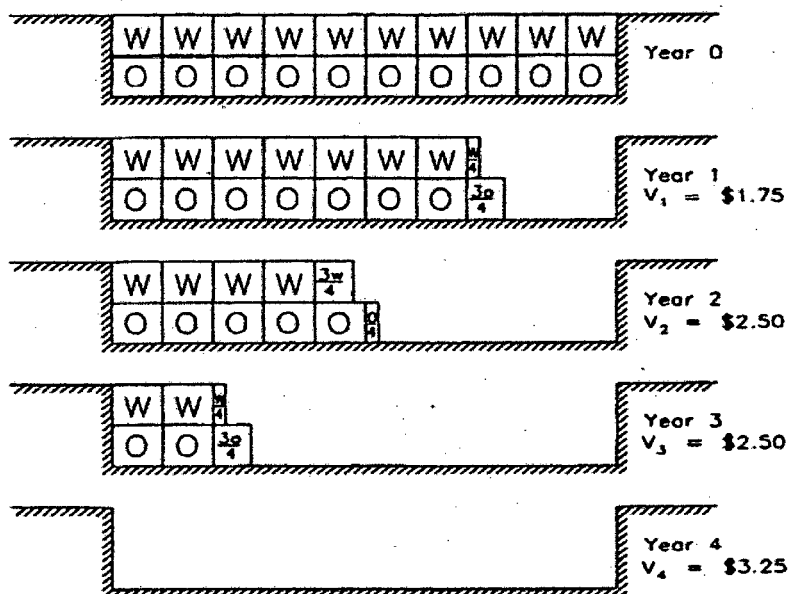 W W W W W W W W W W
O O O O O O O O O O
Year 0
W W W W W W W w/4
O O O O O O O 3o/4
Year 1
V₁ = $1.75
W W W W 3w/4
O O O O O O/4
Year 2
V₂ = $2.50
W W w/4
O O 3o/4
Year 3
V₃ = $2.50
Year 4
V₄ = $3.25